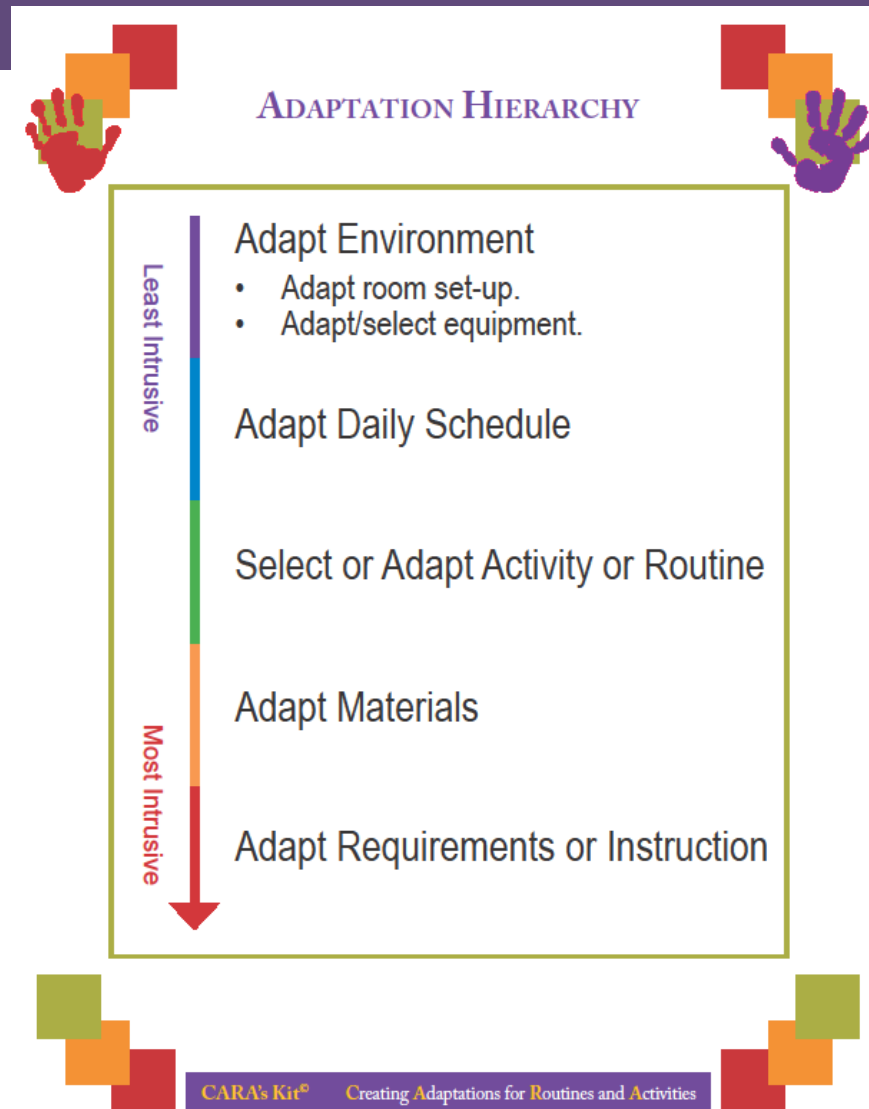 ADAPTATION HIERARCHY
Least Intrusive
Adapt Environment
• Adapt room set-up.
• Adapt/select equipment.
Adapt Daily Schedule
Select or Adapt Activity or Routine
Adapt Materials
Most Intrusive
Adapt Requirements or Instruction
CARA's Kit© Creating Adaptations for Routines and Activities